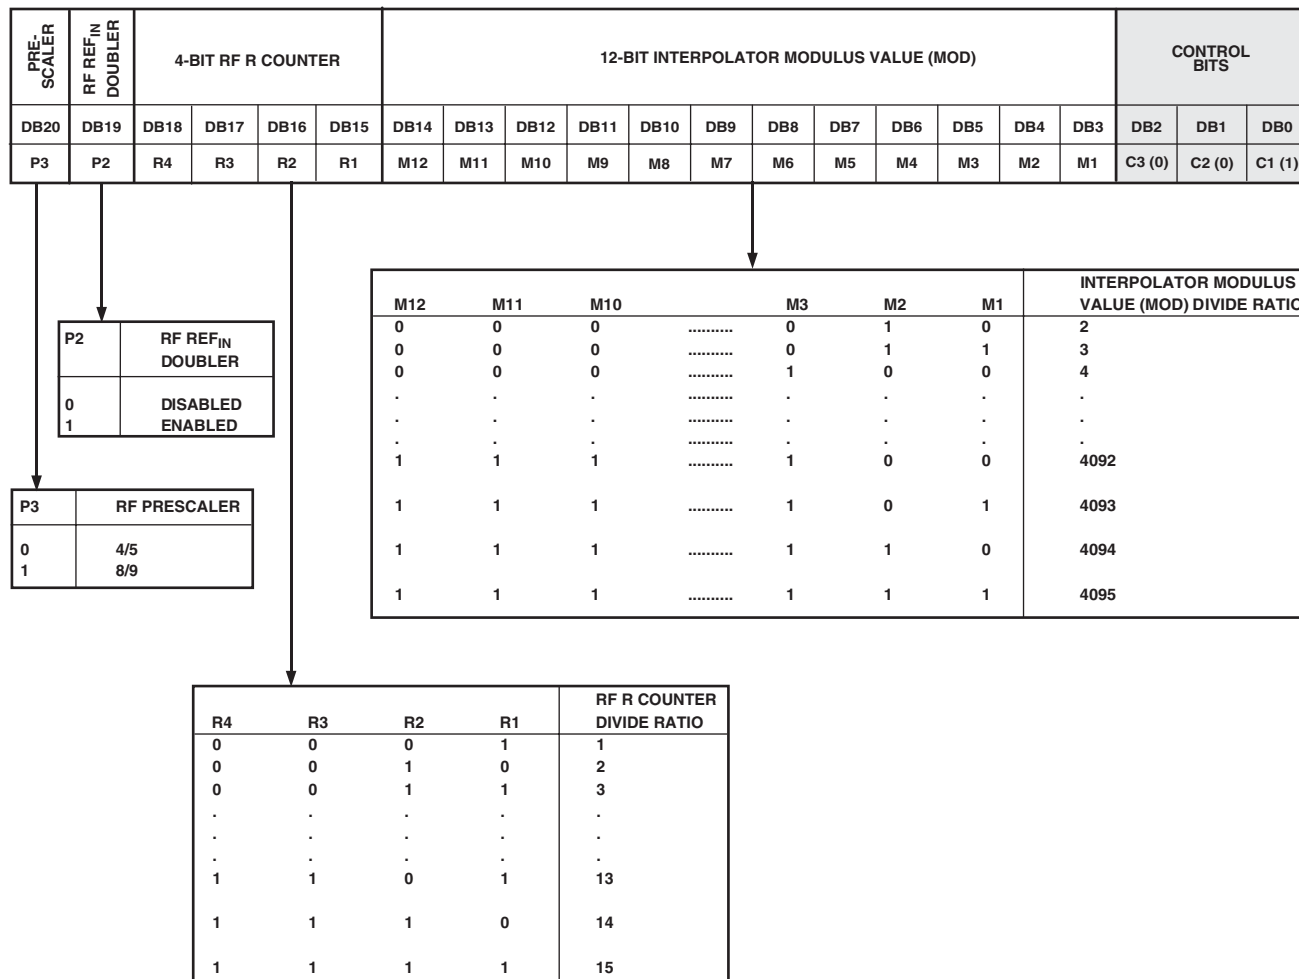 PRE-
SCALER
RF REFIN
DOUBLER
4-BIT RF R COUNTER
12-BIT INTERPOLATOR MODULUS VALUE (MOD)
CONTROL
BITS
DB20 DB19 DB18 DB17 DB16 DB15 DB14 DB13 DB12 DB11 DB10 DB9 DB8 DB7 DB6 DB5 DB4 DB3 DB2 DB1 DB0
P3 P2 R4 R3 R2 R1 M12 M11 M10 M9 M8 M7 M6 M5 M4 M3 M2 M1 C3 (0) C2 (0) C1 (1)
INTERPOLATOR MODULUS
M12 M11 M10 M3 M2 M1 VALUE (MOD) DIVIDE RATIO
0 0 0 .......... 0 1 0 2
0 0 0 .......... 0 1 1 3
0 0 0 .......... 1 0 0 4
. . . .......... . . . .
. . . .......... . . . .
. . . .......... . . . .
1 1 1 .......... 1 0 0 4092
1 1 1 .......... 1 0 1 4093
1 1 1 .......... 1 1 0 4094
1 1 1 .......... 1 1 1 4095
P2 RF REFIN
DOUBLER
0 DISABLED
1 ENABLED
P3 RF PRESCALER
0 4/5
1 8/9
RF R COUNTER
R4 R3 R2 R1 DIVIDE RATIO
0 0 0 1 1
0 0 1 0 2
0 0 1 1 3
. . . . .
. . . . .
. . . . .
1 1 0 1 13
1 1 1 0 14
1 1 1 1 15